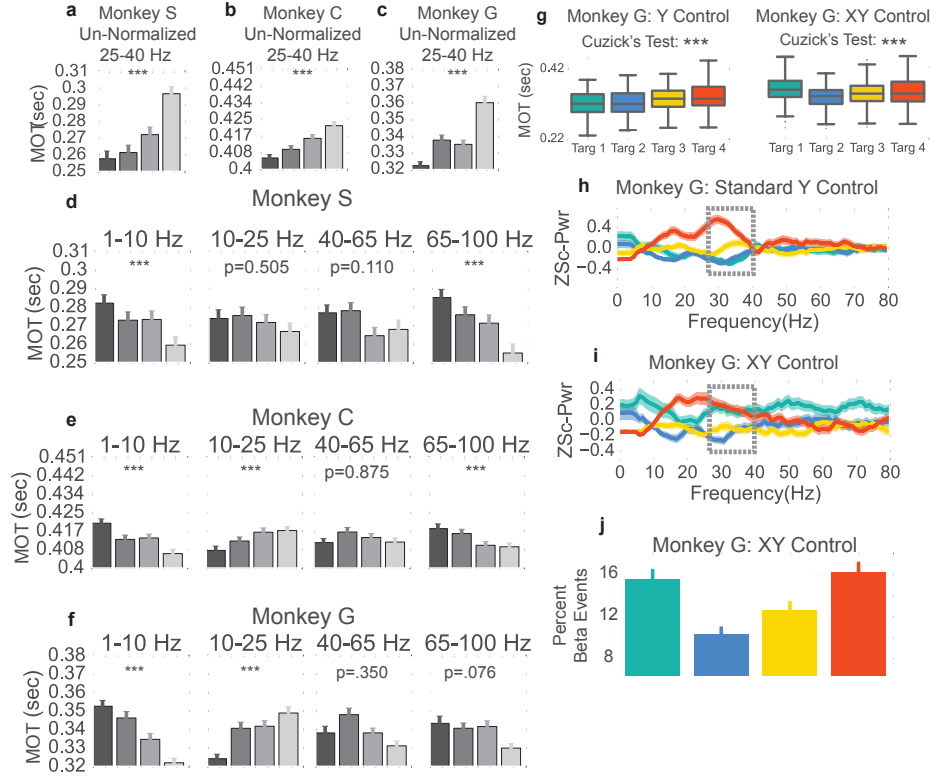 a
Monkey S
Un-Normalized
25-40 Hz
***
MOT (sec)
0.31
0.3
0.29
0.28
0.27
0.26
0.25
b
Monkey C
Un-Normalized
25-40 Hz
***
0.451
0.442
0.434
0.425
0.417
0.408
0.4
c
Monkey G
Un-Normalized
25-40 Hz
***
0.38
0.37
0.36
0.35
0.34
0.33
0.32
d
Monkey S
1-10 Hz
10-25 Hz
40-65 Hz
65-100 Hz
***
p=0.505
p=0.110
***
MOT (sec)
0.31
0.3
0.29
0.28
0.27
0.26
0.25
e
Monkey C
1-10 Hz
10-25 Hz
40-65 Hz
65-100 Hz
***
***
p=0.875
***
MOT (sec)
0.451
0.442
0.434
0.425
0.417
0.408
0.4
f
Monkey G
1-10 Hz
10-25 Hz
40-65 Hz
65-100 Hz
***
***
p=.350
p=.076
MOT (sec)
0.38
0.37
0.36
0.35
0.34
0.33
0.32
g
Monkey G: Y Control
Cuzick's Test: ***
Monkey G: XY Control
Cuzick's Test: ***
MOT (sec)
0.42
0.22
Targ 1 Targ 2 Targ 3 Targ 4
Targ 1 Targ 2 Targ 3 Targ 4
h
Monkey G: Standard Y Control
ZSc-Pwr
0.4
0.0
−0.4
0 10 20 30 40 50 60 70 80
Frequency(Hz)
i
Monkey G: XY Control
ZSc-Pwr
0.4
0.2
0.0
−0.2
0 10 20 30 40 50 60 70 80
Frequency(Hz)
j
Monkey G: XY Control
Percent
Beta Events
16
12
8